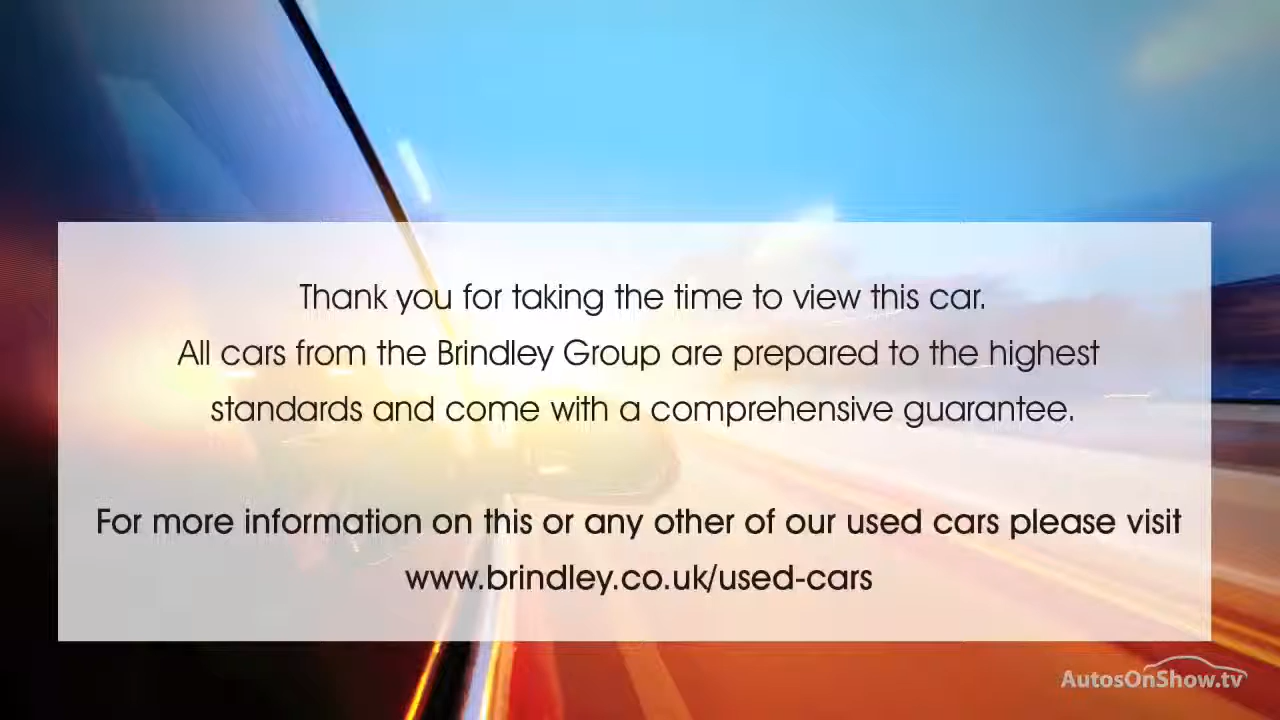 Thank you for taking the time to view this car.
All cars from the Brindley Group are prepared to the highest
standards and come with a comprehensive guarantee.
For more information on this or any other of our used cars please visit
www.brindley.co.uk/used-cars
AutosOnShow.tv